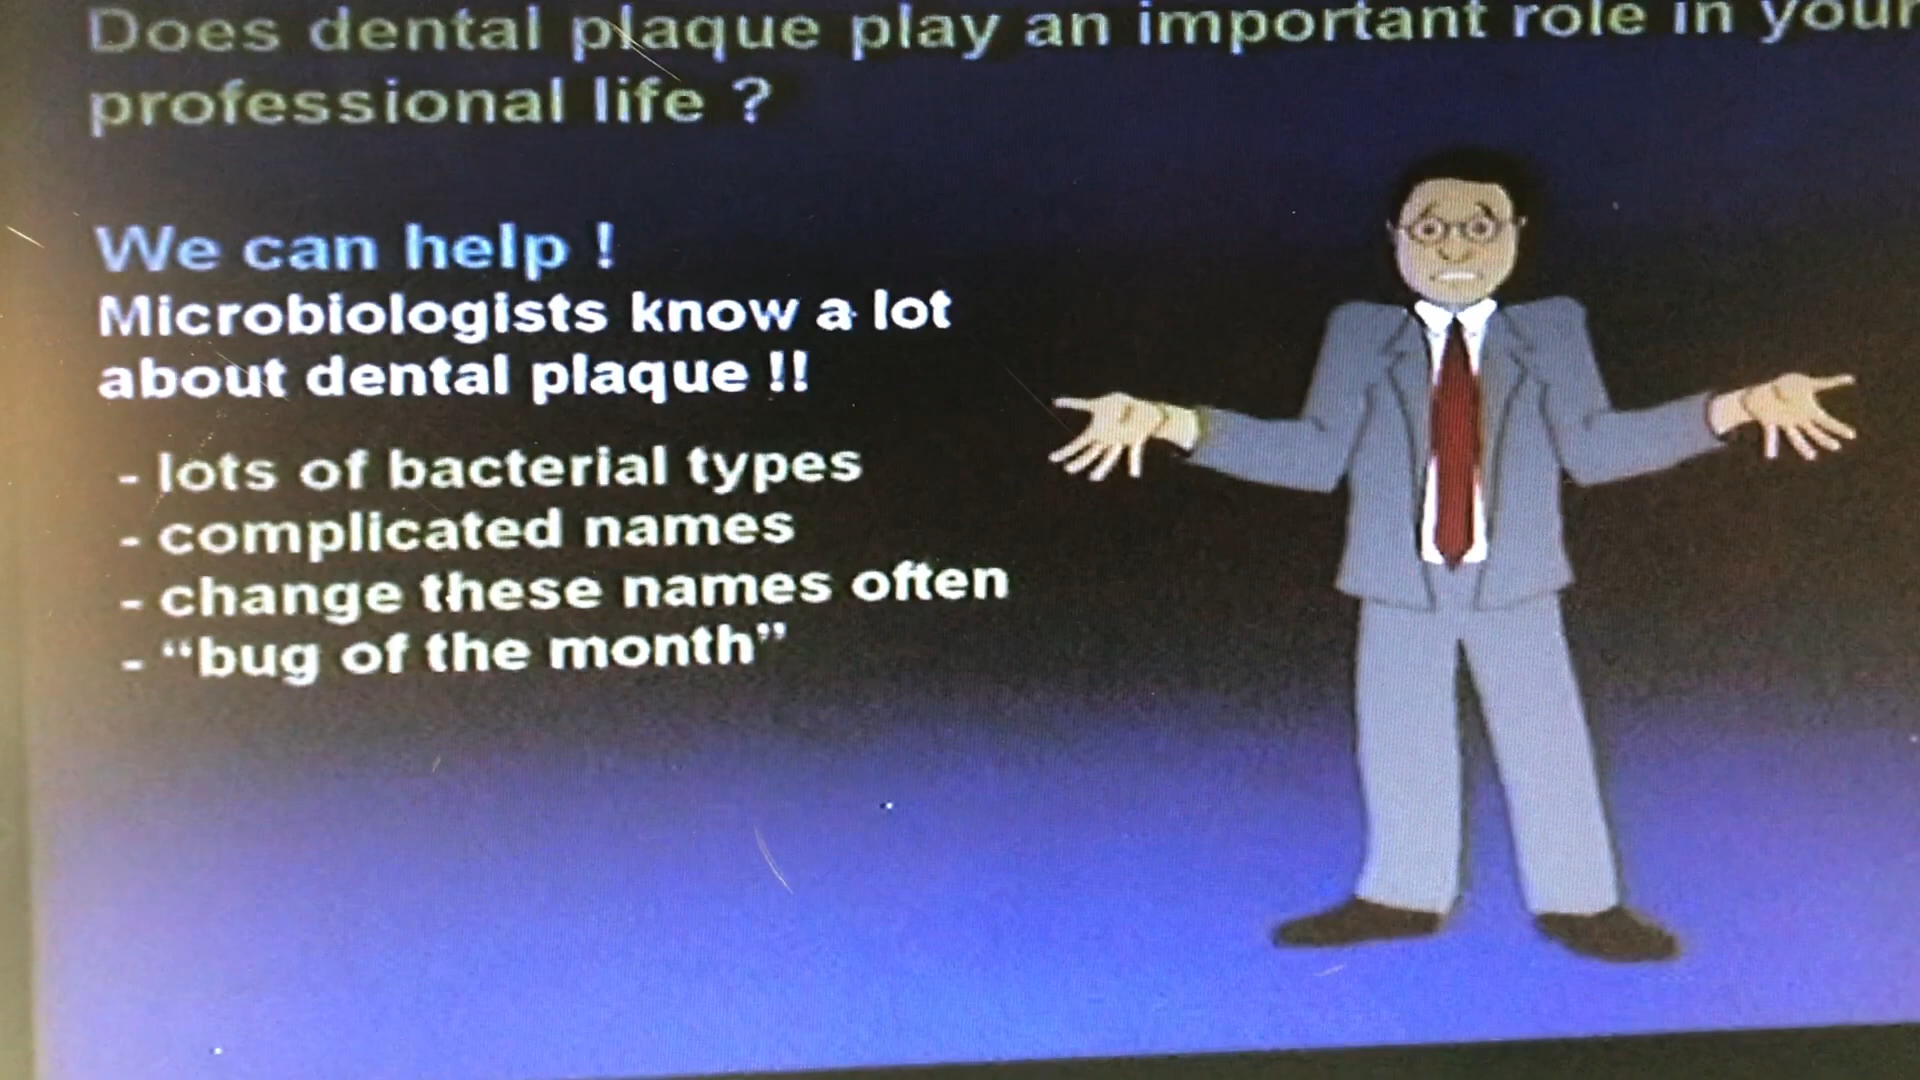 Does dental plaque play an important role in your
professional life ?
We can help !
Microbiologists know a lot
about dental plaque !!
- lots of bacterial types
- complicated names
- change these names often
- “bug of the month”